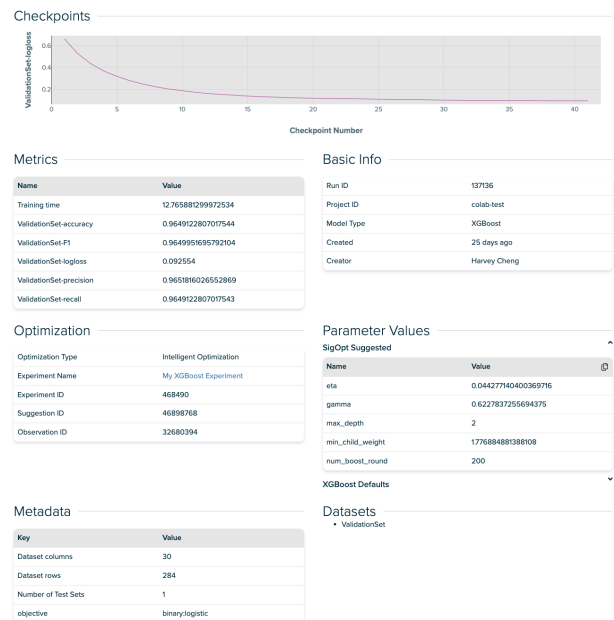 Checkpoints
ValidationSet-logloss
0.6
0.4
0.2
0 5 10 15 20 25 30 35 40
Checkpoint Number
Metrics
Name Value
Training time 12.765881299972534
ValidationSet-accuracy 0.9649122807017544
ValidationSet-F1 0.9649951695792104
ValidationSet-logloss 0.092554
ValidationSet-precision 0.9651816026552869
ValidationSet-recall 0.9649122807017543
Basic Info
Run ID 137136
Project ID colab-test
Model Type XGBoost
Created 25 days ago
Creator Harvey Cheng
Optimization
Optimization Type Intelligent Optimization
Experiment Name My XGBoost Experiment
Experiment ID 468490
Suggestion ID 46898768
Observation ID 32680394
Parameter Values
SigOpt Suggested
Name Value
eta 0.044277140400369716
gamma 0.6227837255694375
max_depth 2
min_child_weight 1.776884881388108
num_boost_round 200
XGBoost Defaults
Metadata
Key Value
Dataset columns 30
Dataset rows 284
Number of Test Sets 1
objective binary:logistic
Datasets
• ValidationSet